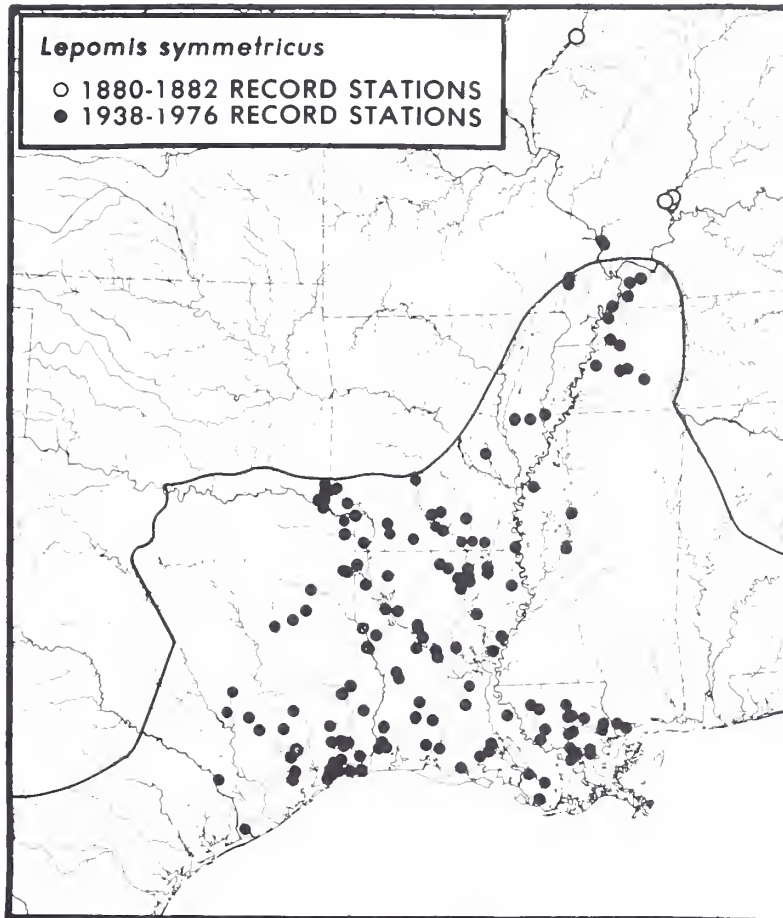 Lepomis symmetricus
○ 1880-1882 RECORD STATIONS
● 1938-1976 RECORD STATIONS